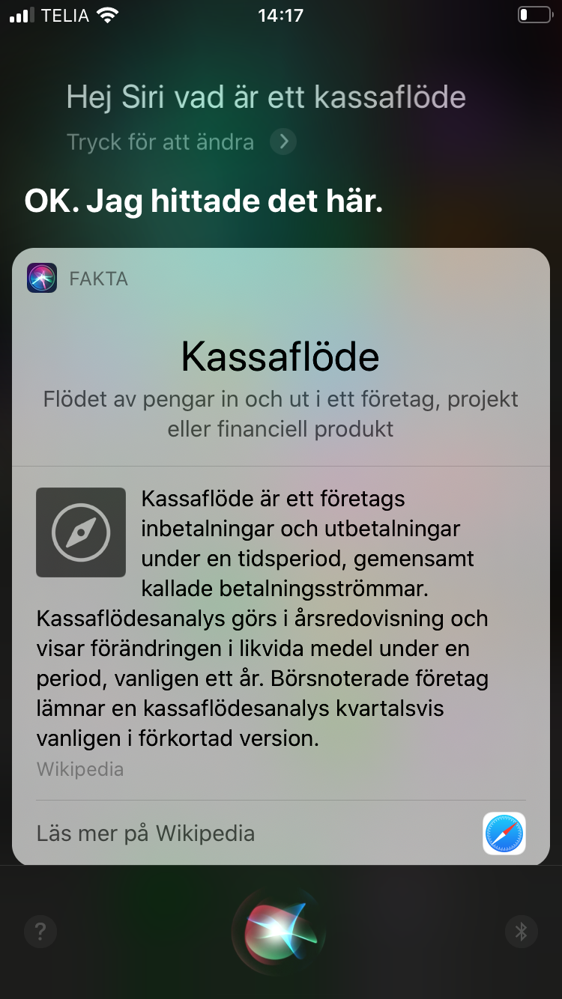 TELIA
14:17
Hej Siri vad är ett kassaflöde
Tryck för att ändra
OK. Jag hittade det här.
FAKTA
Kassaflöde
Flödet av pengar in och ut i ett företag, projekt
eller financiell produkt
Kassaflöde är ett företags
inbetalningar och utbetalningar
under en tidsperiod, gemensamt
kallade betalningsströmmar.
Kassaflödesanalys görs i årsredovisning och
visar förändringen i likvida medel under en
period, vanligen ett år. Börsnoterade företag
lämnar en kassaflödesanalys kvartalsvis
vanligen i förkortad version.
Wikipedia
Läs mer på Wikipedia
?